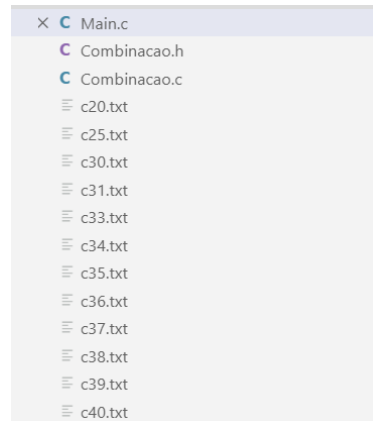 Main.c
Combinacao.h
Combinacao.c
c20.txt
c25.txt
c30.txt
c31.txt
c33.txt
c34.txt
c35.txt
c36.txt
c37.txt
c38.txt
c39.txt
c40.txt